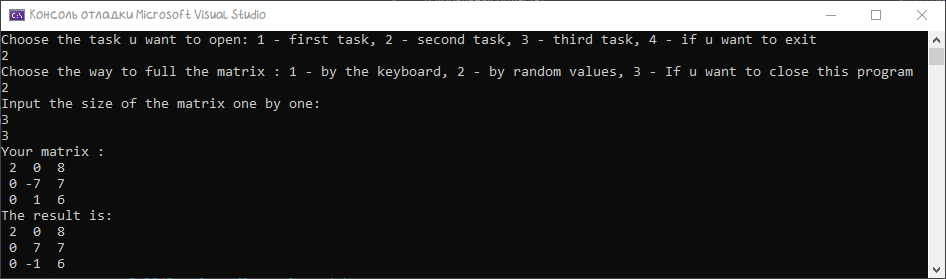 Консоль отладки Microsoft Visual Studio
Choose the task u want to open: 1 - first task, 2 - second task, 3 - third task, 4 - if u want to exit
2
Choose the way to full the matrix : 1 - by the keyboard, 2 - by random values, 3 - If u want to close this program
2
Input the size of the matrix one by one:
3
3
Your matrix :
 2  0  8
 0 -7  7
 0  1  6
The result is:
 2  0  8
 0  7  7
 0 -1  6